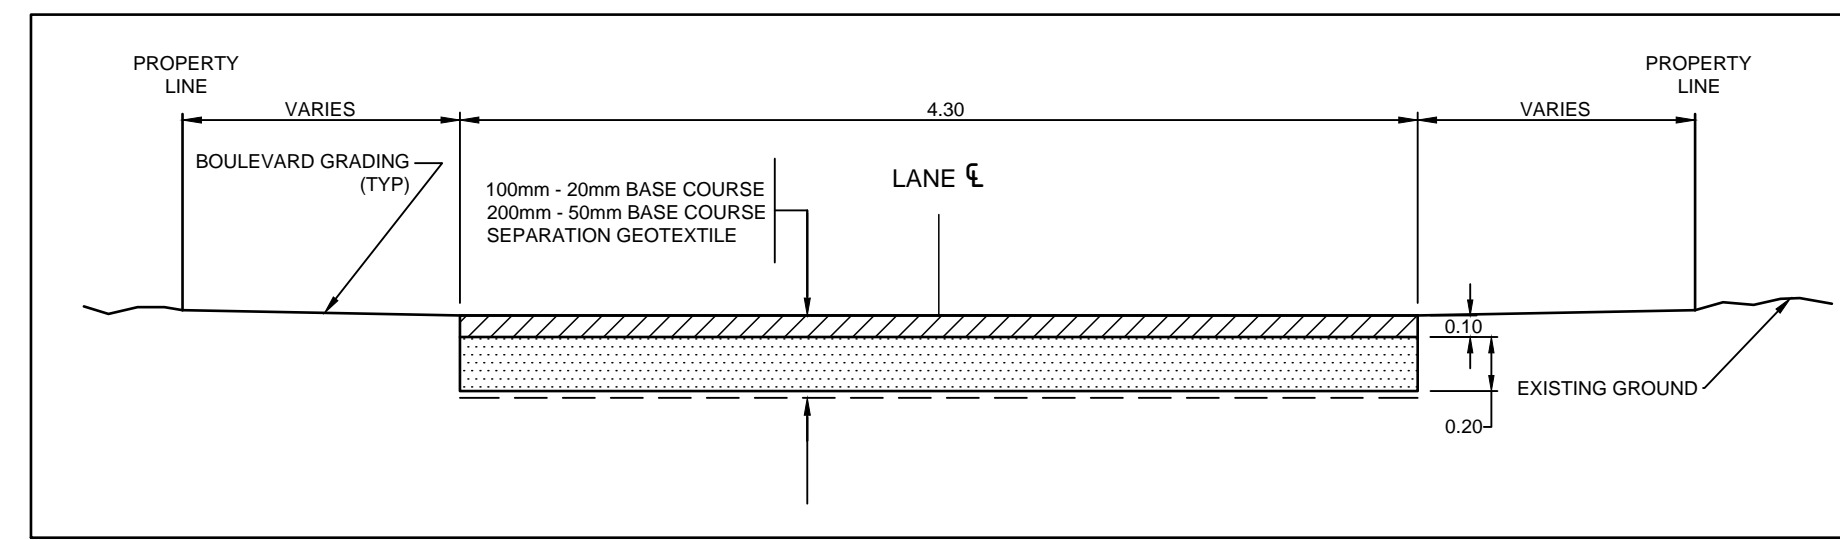 PROPERTY
LINE
PROPERTY
LINE
VARIES
4.30
VARIES
BOULEVARD GRADING
(TYP)
LANE ℄
100mm - 20mm BASE COURSE
200mm - 50mm BASE COURSE
SEPARATION GEOTEXTILE
0.10
EXISTING GROUND
0.20